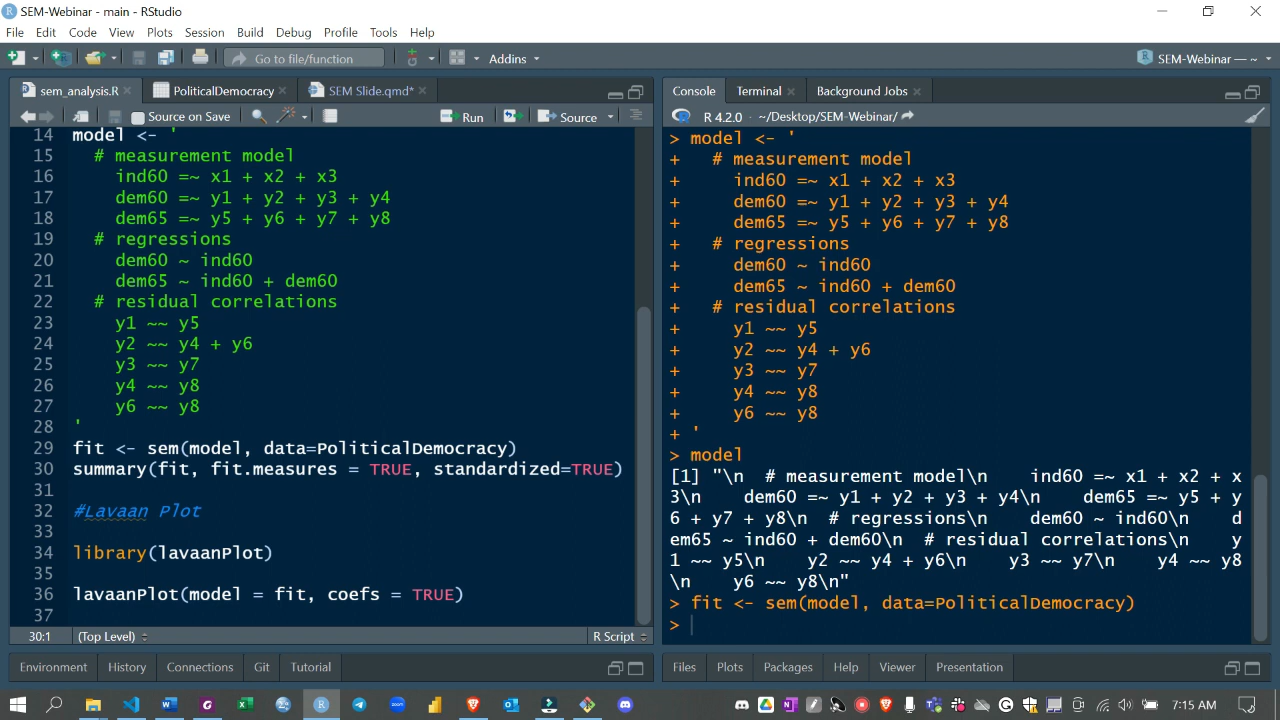 SEM-Webinar - main - RStudio
File Edit Code View Plots Session Build Debug Profile Tools Help
Go to file/function Addins SEM-Webinar — ~
sem_analysis.R PoliticalDemocracy SEM Slide.qmd*
Source on Save Run Source
14 model <- '
15 # measurement model
16 ind60 =~ x1 + x2 + x3
17 dem60 =~ y1 + y2 + y3 + y4
18 dem65 =~ y5 + y6 + y7 + y8
19 # regressions
20 dem60 ~ ind60
21 dem65 ~ ind60 + dem60
22 # residual correlations
23 y1 ~~ y5
24 y2 ~~ y4 + y6
25 y3 ~~ y7
26 y4 ~~ y8
27 y6 ~~ y8
28 '
29 fit <- sem(model, data=PoliticalDemocracy)
30 summary(fit, fit.measures = TRUE, standardized=TRUE)
31
32 #Lavaan Plot
33
34 library(lavaanPlot)
35
36 lavaanPlot(model = fit, coefs = TRUE)
37
30:1 (Top Level) R Script
Environment History Connections Git Tutorial
Console Terminal Background Jobs
R 4.2.0 · ~/Desktop/SEM-Webinar/
> model <- '
+ # measurement model
+ ind60 =~ x1 + x2 + x3
+ dem60 =~ y1 + y2 + y3 + y4
+ dem65 =~ y5 + y6 + y7 + y8
+ # regressions
+ dem60 ~ ind60
+ dem65 ~ ind60 + dem60
+ # residual correlations
+ y1 ~~ y5
+ y2 ~~ y4 + y6
+ y3 ~~ y7
+ y4 ~~ y8
+ y6 ~~ y8
+ '
> model
[1] "\n # measurement model\n ind60 =~ x1 + x2 + x
3\n dem60 =~ y1 + y2 + y3 + y4\n dem65 =~ y5 + y
6 + y7 + y8\n # regressions\n dem60 ~ ind60\n d
em65 ~ ind60 + dem60\n # residual correlations\n y
1 ~~ y5\n y2 ~~ y4 + y6\n y3 ~~ y7\n y4 ~~ y8
\n y6 ~~ y8\n"
> fit <- sem(model, data=PoliticalDemocracy)
>
Files Plots Packages Help Viewer Presentation
7:15 AM